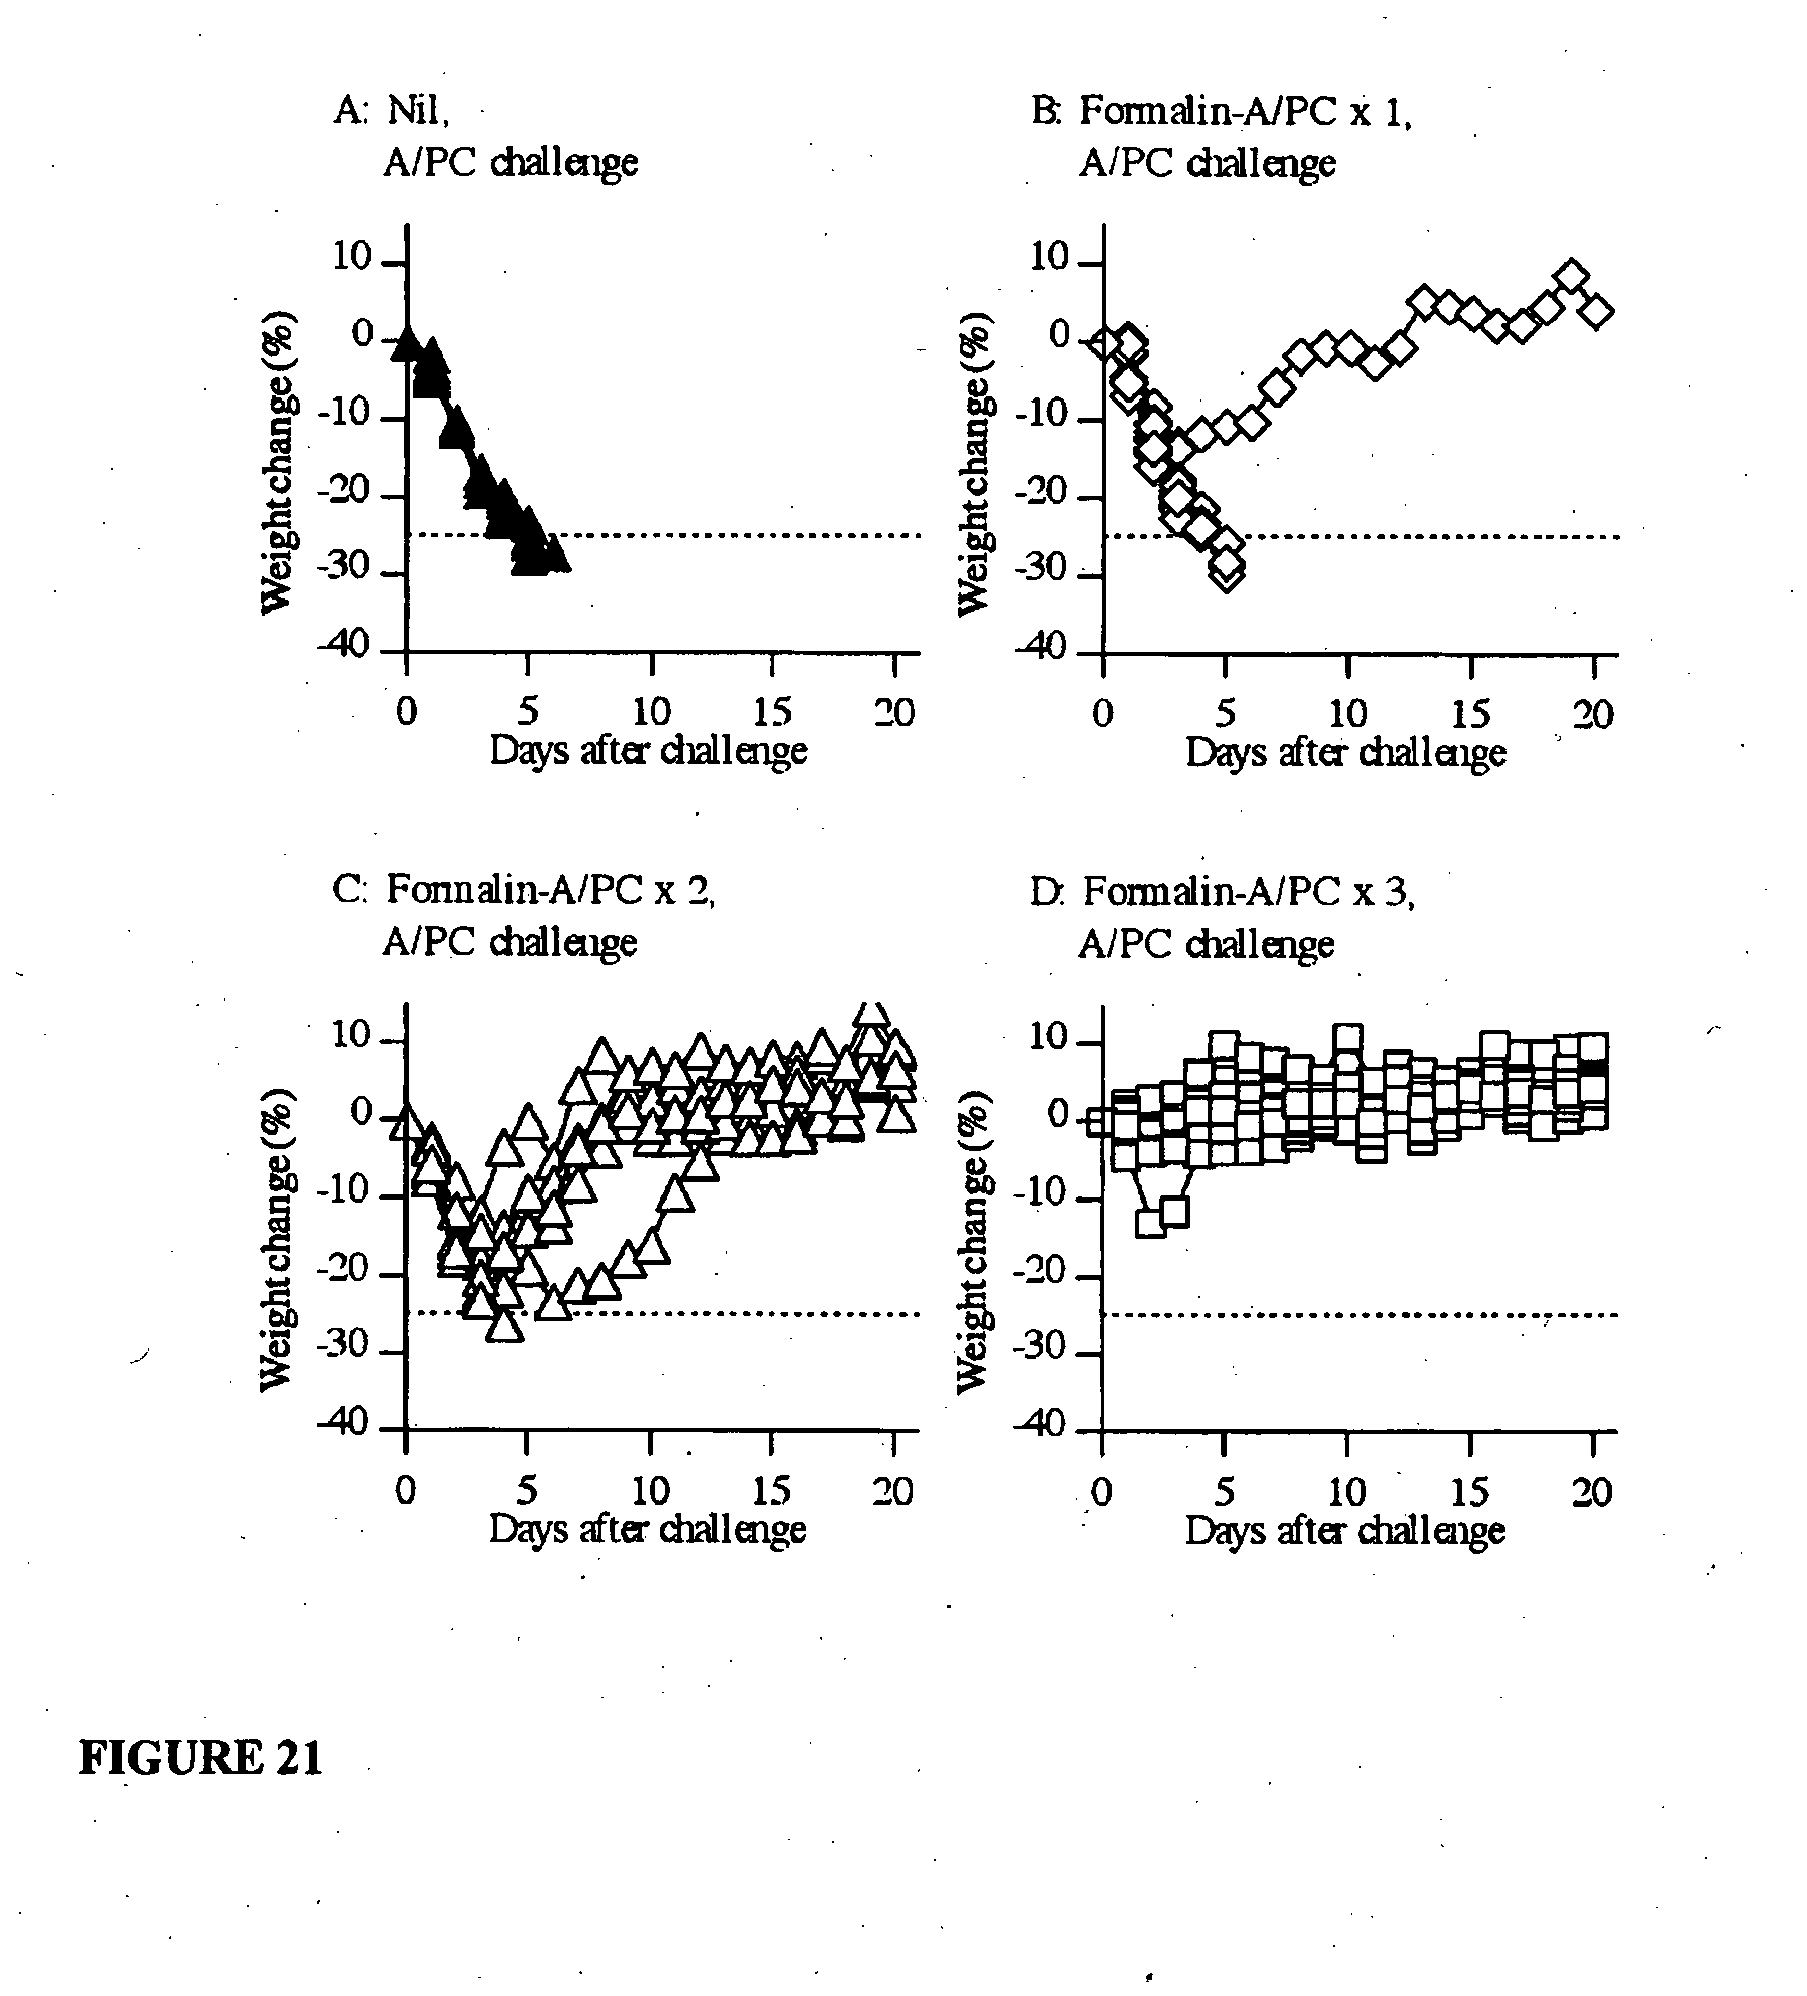 A: Nil,
A/PC challenge
10
0
-10
-20
-30
-40
Weight change (%)
0 5 10 15 20
Days after challenge
B: Formalin-A/PC x 1,
A/PC challenge
10
0
-10
-20
-30
-40
Weight change (%)
0 5 10 15 20
Days after challenge
C: Formalin-A/PC x 2,
A/PC challenge
10
0
-10
-20
-30
-40
Weight change (%)
0 5 10 15 20
Days after challenge
D: Formalin-A/PC x 3,
A/PC challenge
10
0
-10
-20
-30
-40
Weight change (%)
0 5 10 15 20
Days after challenge
FIGURE 21